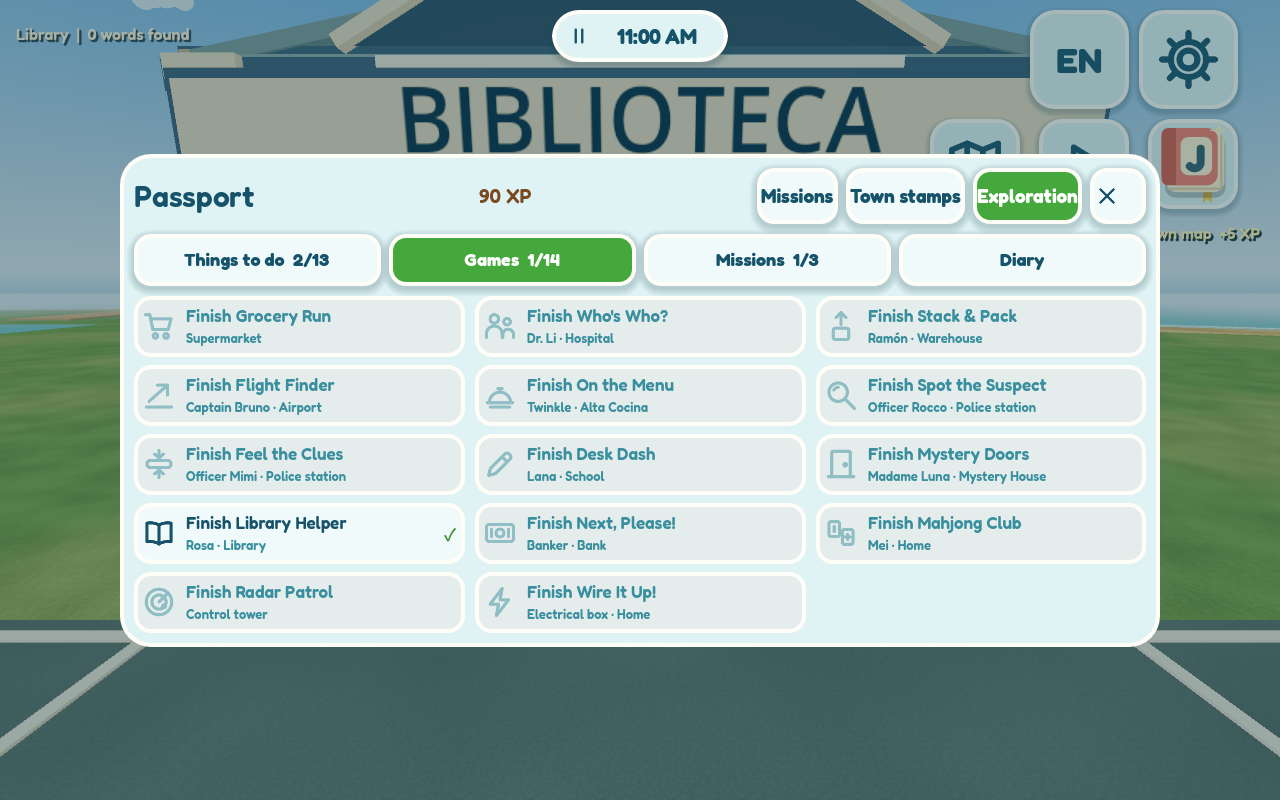 Library | 0 words found
11:00 AM
EN
BIBLIOTECA
J
Passport
90 XP
Missions
Town stamps
Exploration
wn map +5 XP
Things to do 2/13
Games 1/14
Missions 1/3
Diary
Finish Grocery Run
Supermarket
Finish Who's Who?
Dr. Li · Hospital
Finish Stack & Pack
Ramón · Warehouse
Finish Flight Finder
Captain Bruno · Airport
Finish On the Menu
Twinkle · Alta Cocina
Finish Spot the Suspect
Officer Rocco · Police station
Finish Feel the Clues
Officer Mimi · Police station
Finish Desk Dash
Lana · School
Finish Mystery Doors
Madame Luna · Mystery House
Finish Library Helper
Rosa · Library
✓
Finish Next, Please!
Banker · Bank
Finish Mahjong Club
Mei · Home
Finish Radar Patrol
Control tower
Finish Wire It Up!
Electrical box · Home